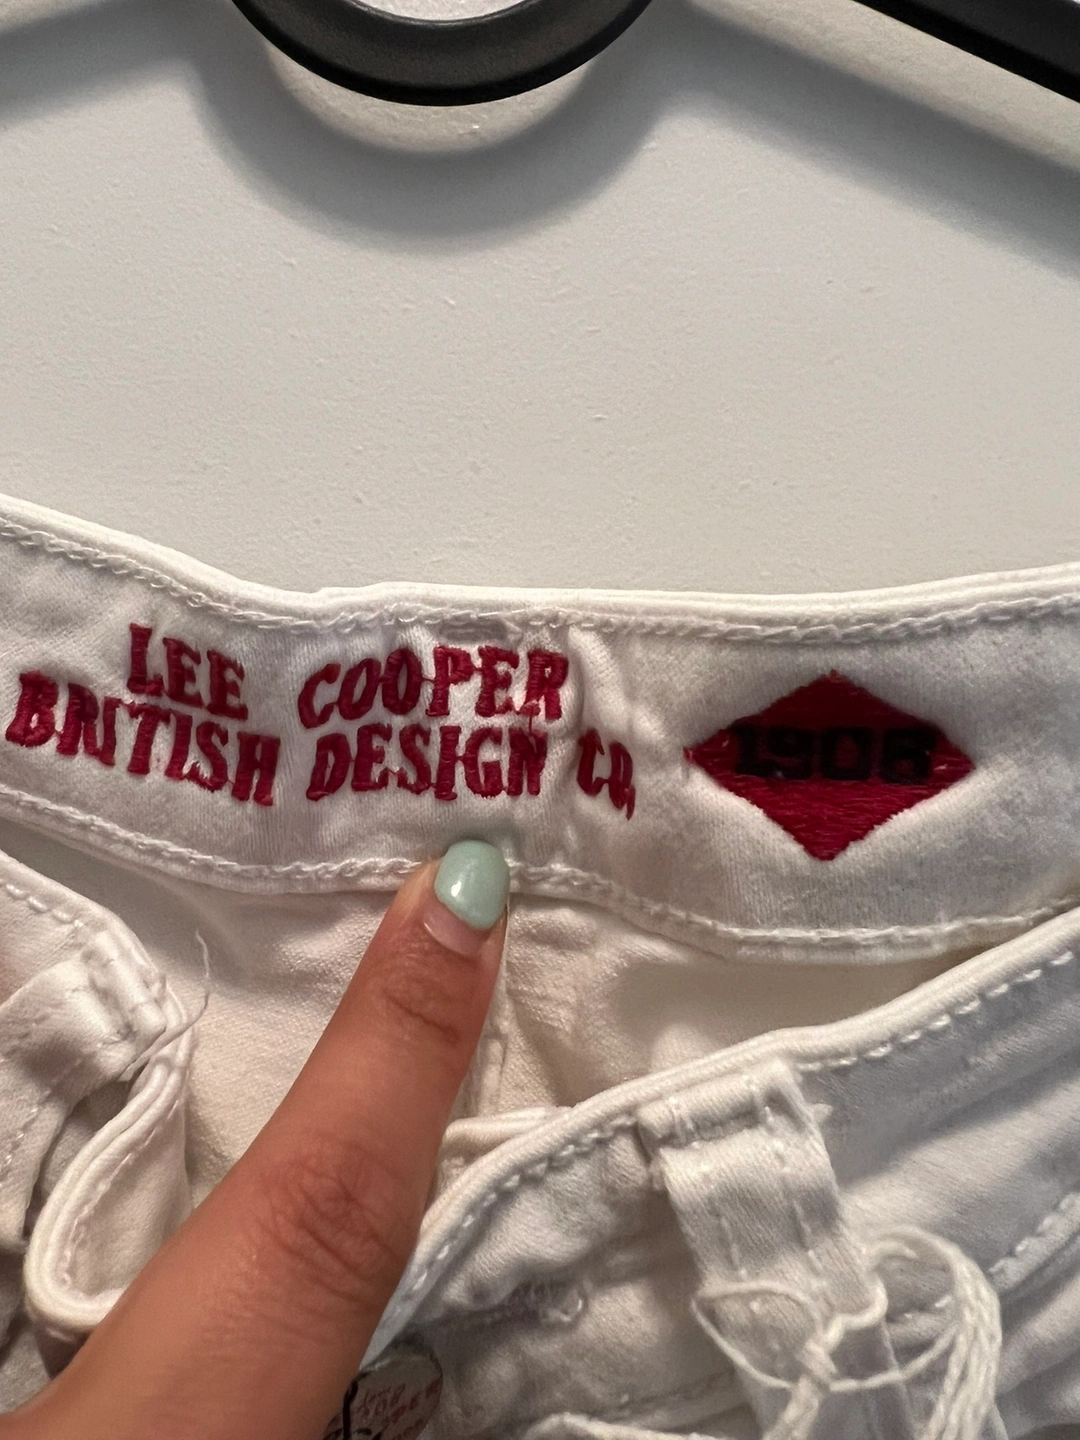 LEE COOPER
BRITISH DESIGN CO,
1908